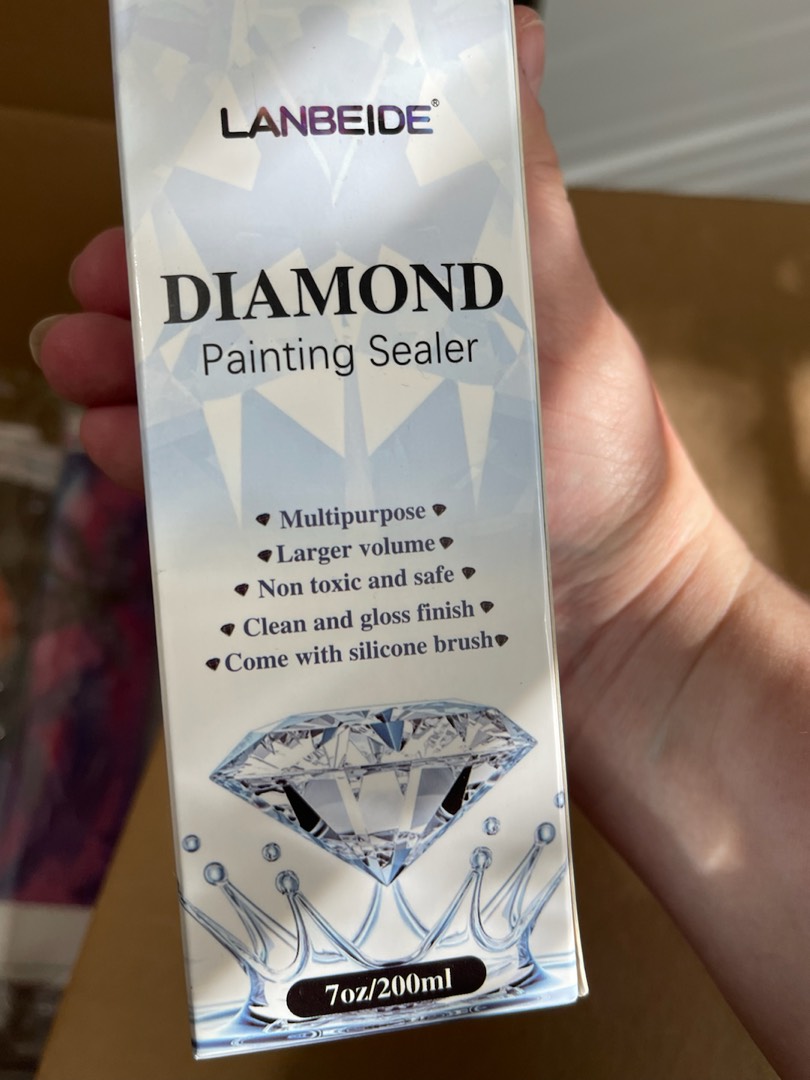 LANBEIDE®
DIAMOND
Painting Sealer
Multipurpose
Larger volume
Non toxic and safe
Clean and gloss finish
Come with silicone brush
7oz/200ml